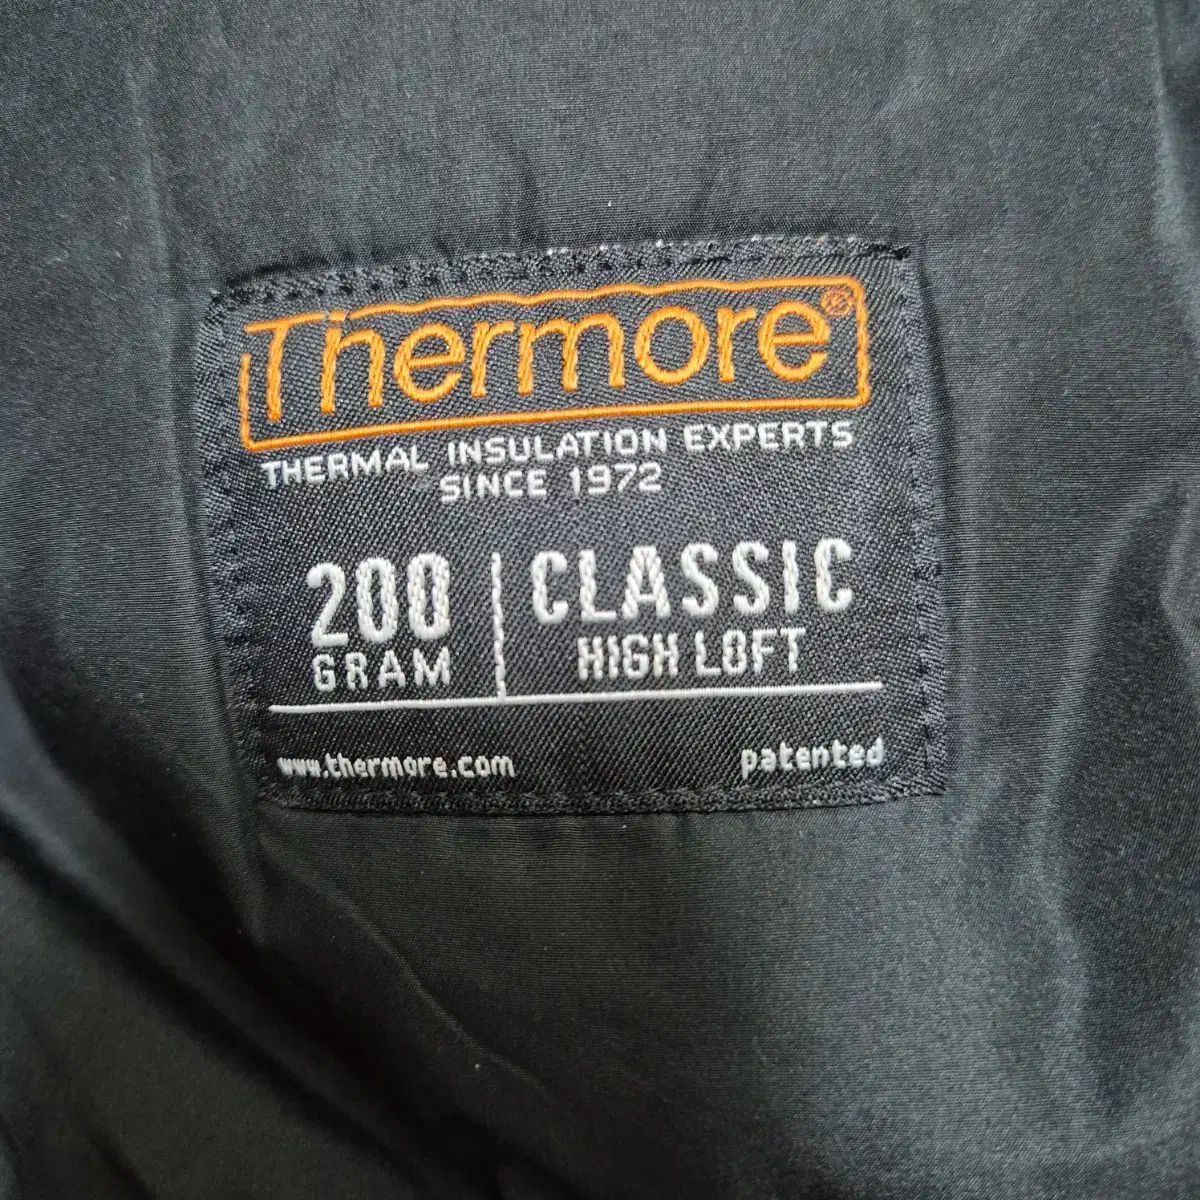 Thermore®
THERMAL INSULATION EXPERTS
SINCE 1972
200
GRAM
CLASSIC
HIGH LOFT
www.thermore.com
patented